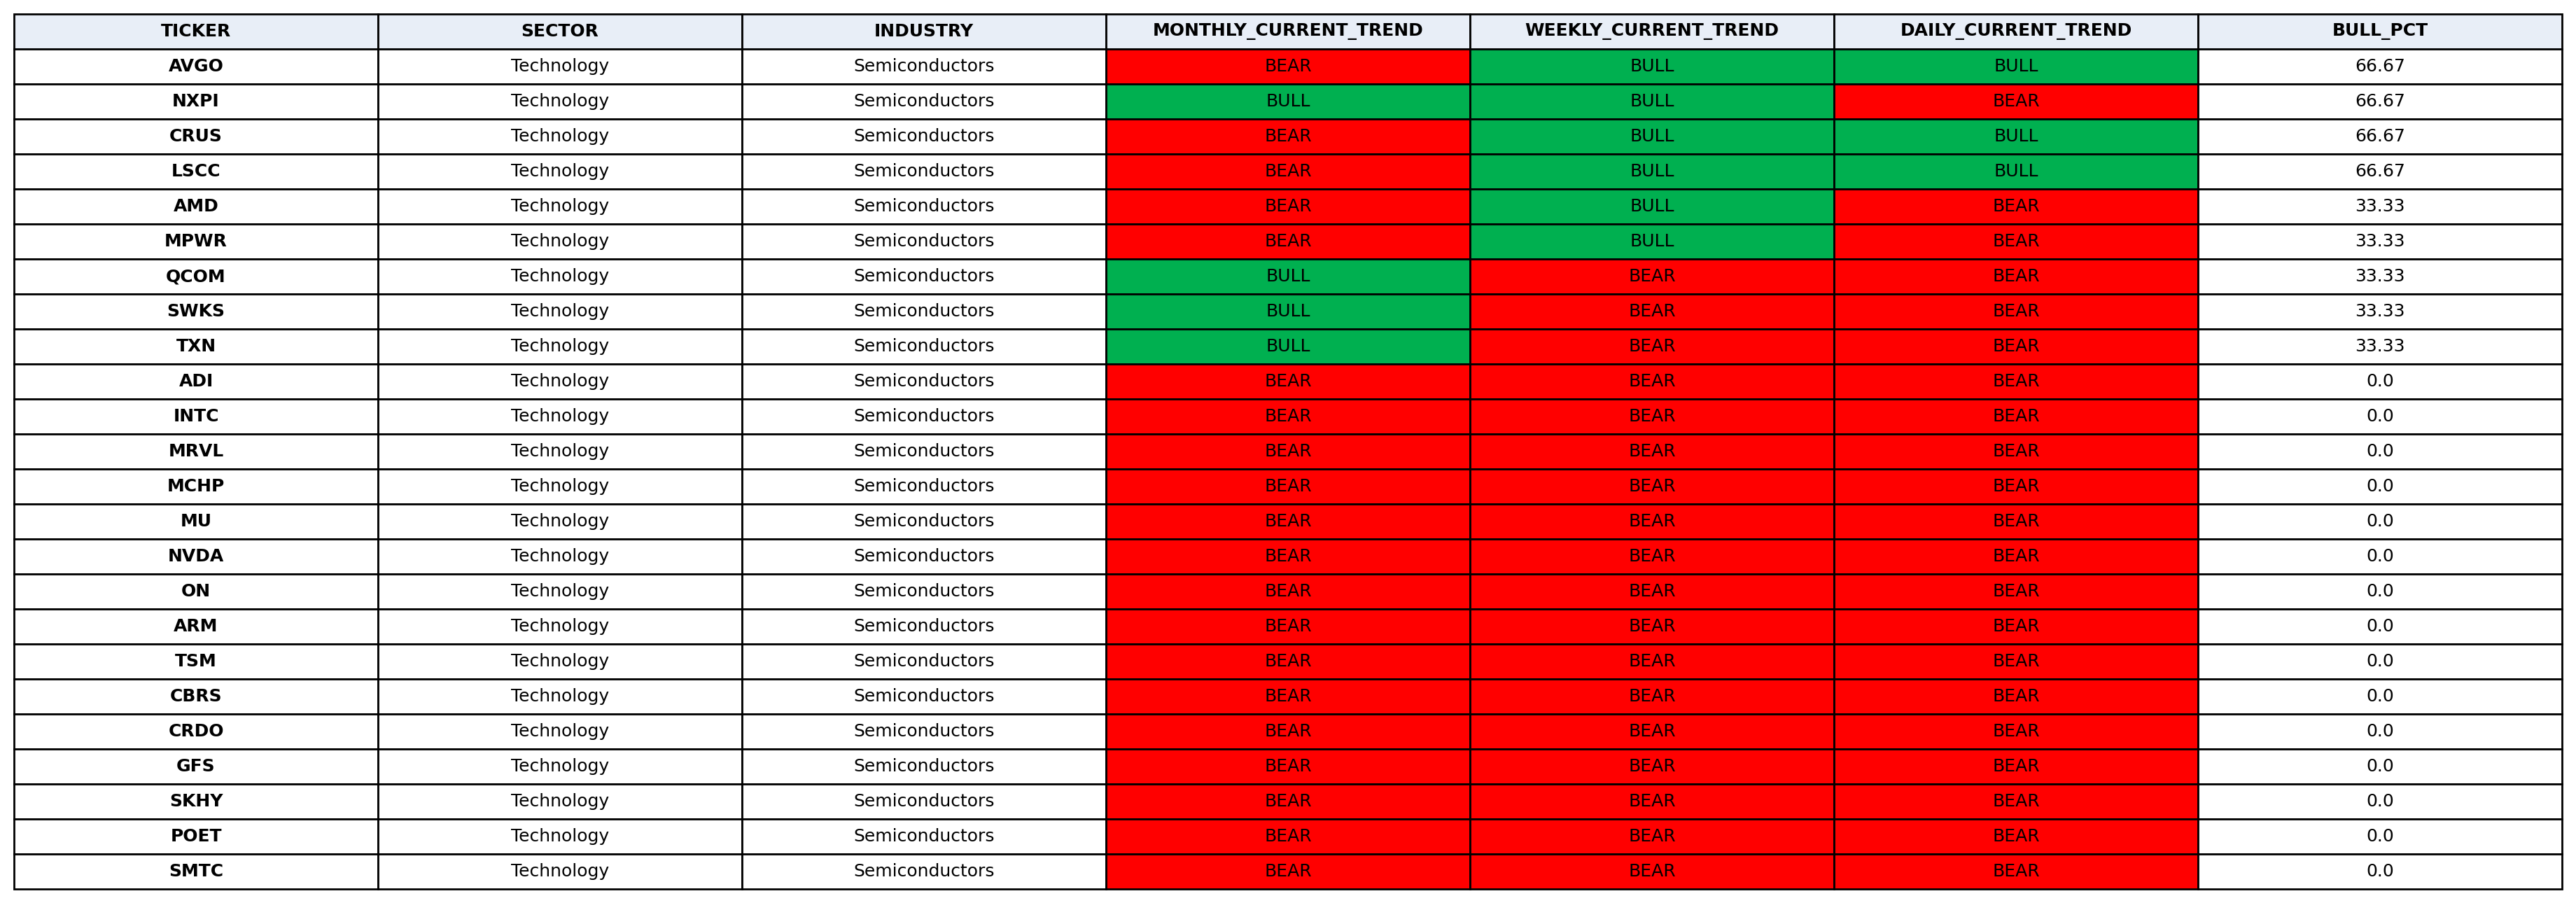 TICKER SECTOR INDUSTRY MONTHLY_CURRENT_TREND WEEKLY_CURRENT_TREND DAILY_CURRENT_TREND BULL_PCT
AVGO Technology Semiconductors BEAR BULL BULL 66.67
NXPI Technology Semiconductors BULL BULL BEAR 66.67
CRUS Technology Semiconductors BEAR BULL BULL 66.67
LSCC Technology Semiconductors BEAR BULL BULL 66.67
AMD Technology Semiconductors BEAR BULL BEAR 33.33
MPWR Technology Semiconductors BEAR BULL BEAR 33.33
QCOM Technology Semiconductors BULL BEAR BEAR 33.33
SWKS Technology Semiconductors BULL BEAR BEAR 33.33
TXN Technology Semiconductors BULL BEAR BEAR 33.33
ADI Technology Semiconductors BEAR BEAR BEAR 0.0
INTC Technology Semiconductors BEAR BEAR BEAR 0.0
MRVL Technology Semiconductors BEAR BEAR BEAR 0.0
MCHP Technology Semiconductors BEAR BEAR BEAR 0.0
MU Technology Semiconductors BEAR BEAR BEAR 0.0
NVDA Technology Semiconductors BEAR BEAR BEAR 0.0
ON Technology Semiconductors BEAR BEAR BEAR 0.0
ARM Technology Semiconductors BEAR BEAR BEAR 0.0
TSM Technology Semiconductors BEAR BEAR BEAR 0.0
CBRS Technology Semiconductors BEAR BEAR BEAR 0.0
CRDO Technology Semiconductors BEAR BEAR BEAR 0.0
GFS Technology Semiconductors BEAR BEAR BEAR 0.0
SKHY Technology Semiconductors BEAR BEAR BEAR 0.0
POET Technology Semiconductors BEAR BEAR BEAR 0.0
SMTC Technology Semiconductors BEAR BEAR BEAR 0.0